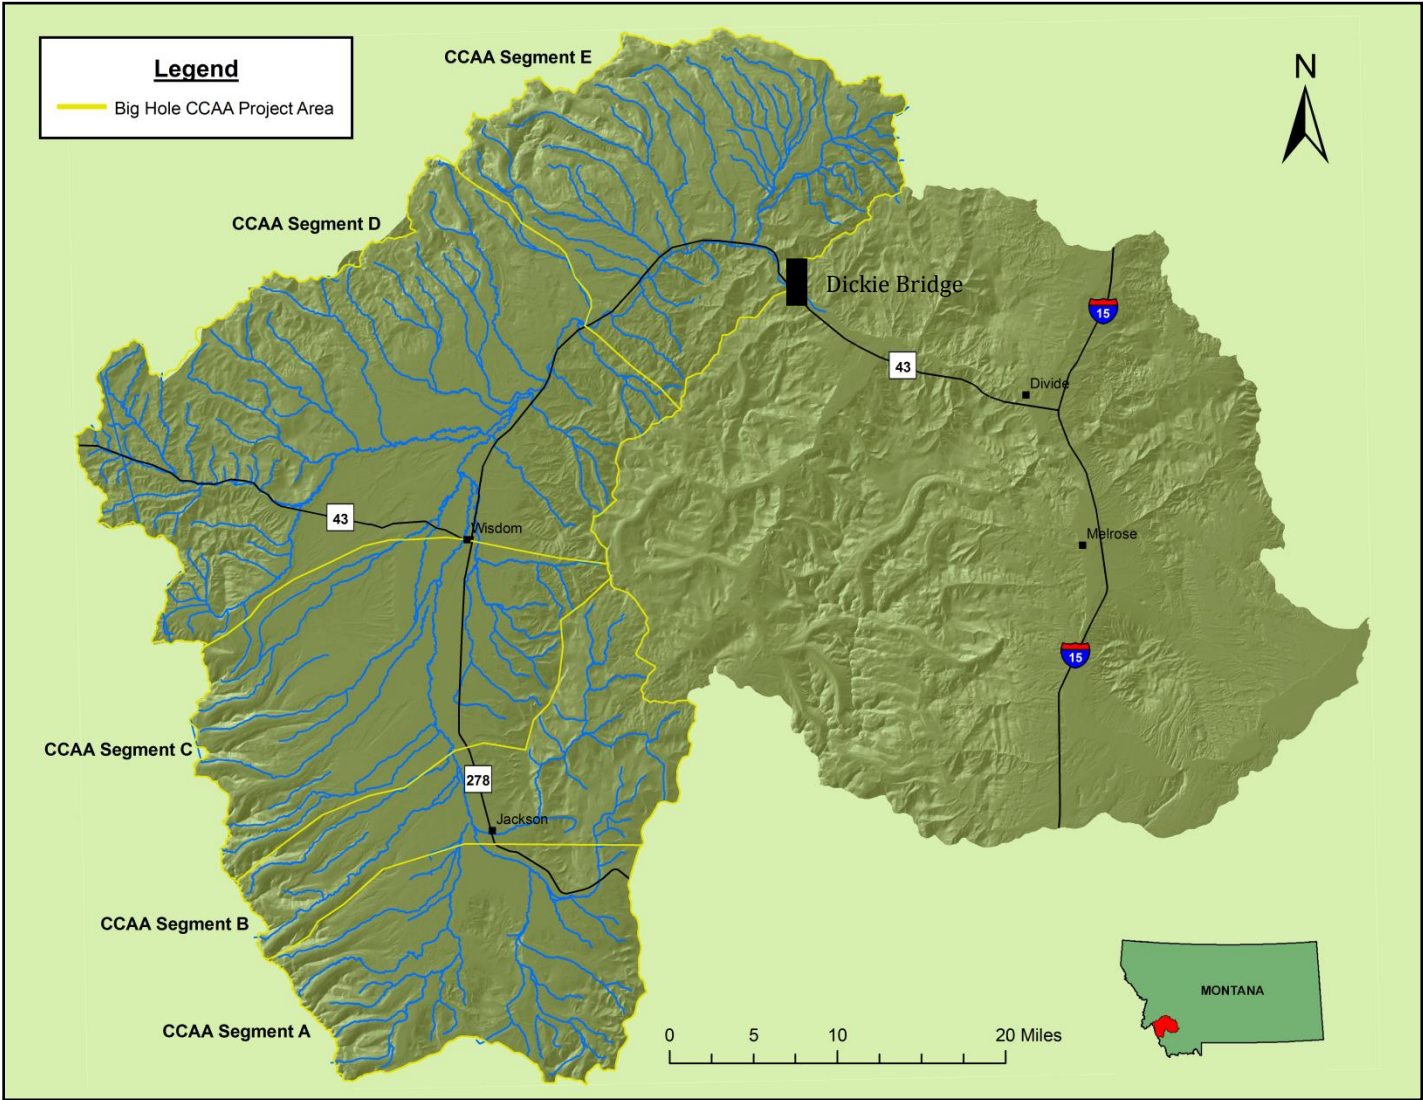 Legend
Big Hole CCAA Project Area
CCAA Segment E
N
CCAA Segment D
Dickie Bridge
15
43
Divide
43
Wisdom
Melrose
15
CCAA Segment C
278
Jackson
CCAA Segment B
MONTANA
CCAA Segment A
0 5 10 20 Miles